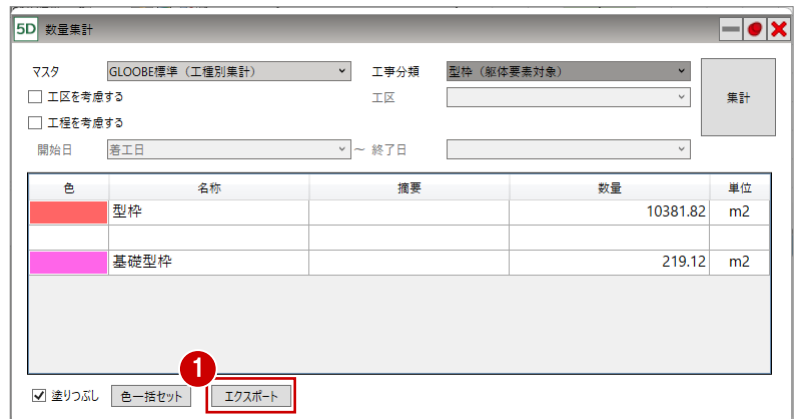 5D 数量集計
マスタ GLOOBE標準（工種別集計） 工事分類 型枠（躯体要素対象）
工区を考慮する 工区 集計
工程を考慮する
開始日 着工日 ～ 終了日
色 名称 摘要 数量 単位
型枠 10381.82 m2
基礎型枠 219.12 m2
1
塗りつぶし 色一括セット エクスポート